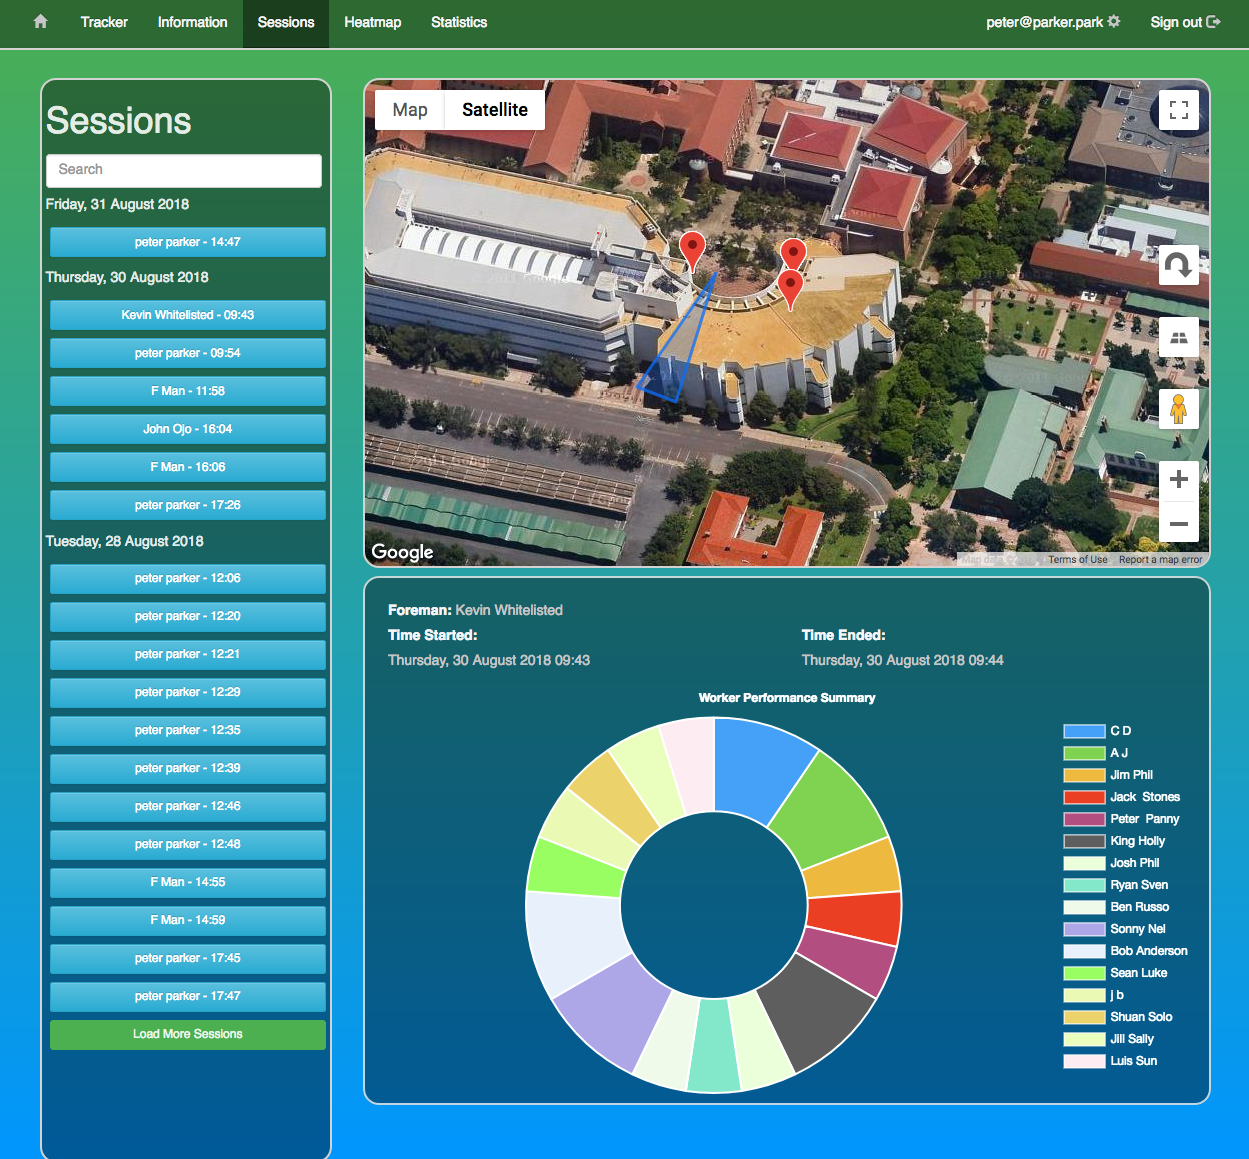 Tracker Information Sessions Heatmap Statistics peter@parker.park Sign out
Sessions
Search
Friday, 31 August 2018
peter parker - 14:47
Thursday, 30 August 2018
Kevin Whitelisted - 09:43
peter parker - 09:54
F Man - 11:58
John Ojo - 16:04
F Man - 16:06
peter parker - 17:26
Tuesday, 28 August 2018
peter parker - 12:06
peter parker - 12:20
peter parker - 12:21
peter parker - 12:29
peter parker - 12:35
peter parker - 12:39
peter parker - 12:46
peter parker - 12:48
F Man - 14:55
F Man - 14:59
peter parker - 17:45
peter parker - 17:47
Load More Sessions
Map Satellite
Google
Terms of Use Report a map error
Foreman: Kevin Whitelisted
Time Started: Time Ended:
Thursday, 30 August 2018 09:43 Thursday, 30 August 2018 09:44
Worker Performance Summary
C D
A J
Jim Phil
Jack Stones
Peter Panny
King Holly
Josh Phil
Ryan Sven
Ben Russo
Sonny Nel
Bob Anderson
Sean Luke
j b
Shuan Solo
Jill Sally
Luis Sun